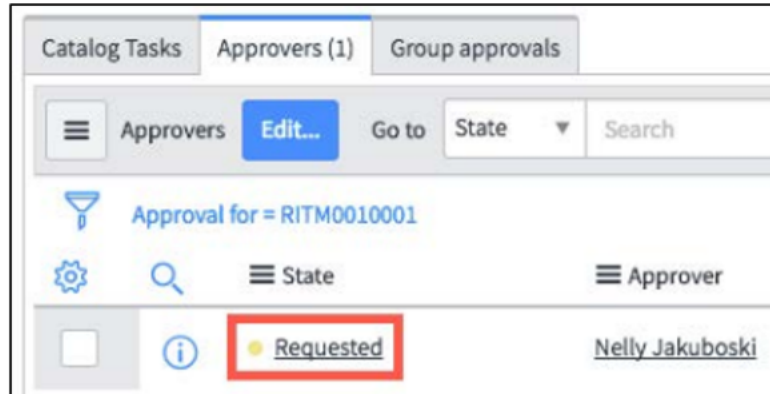 Catalog Tasks Approvers (1) Group approvals
Approvers Edit... Go to State Search
Approval for = RITM0010001
State Approver
Requested Nelly Jakuboski